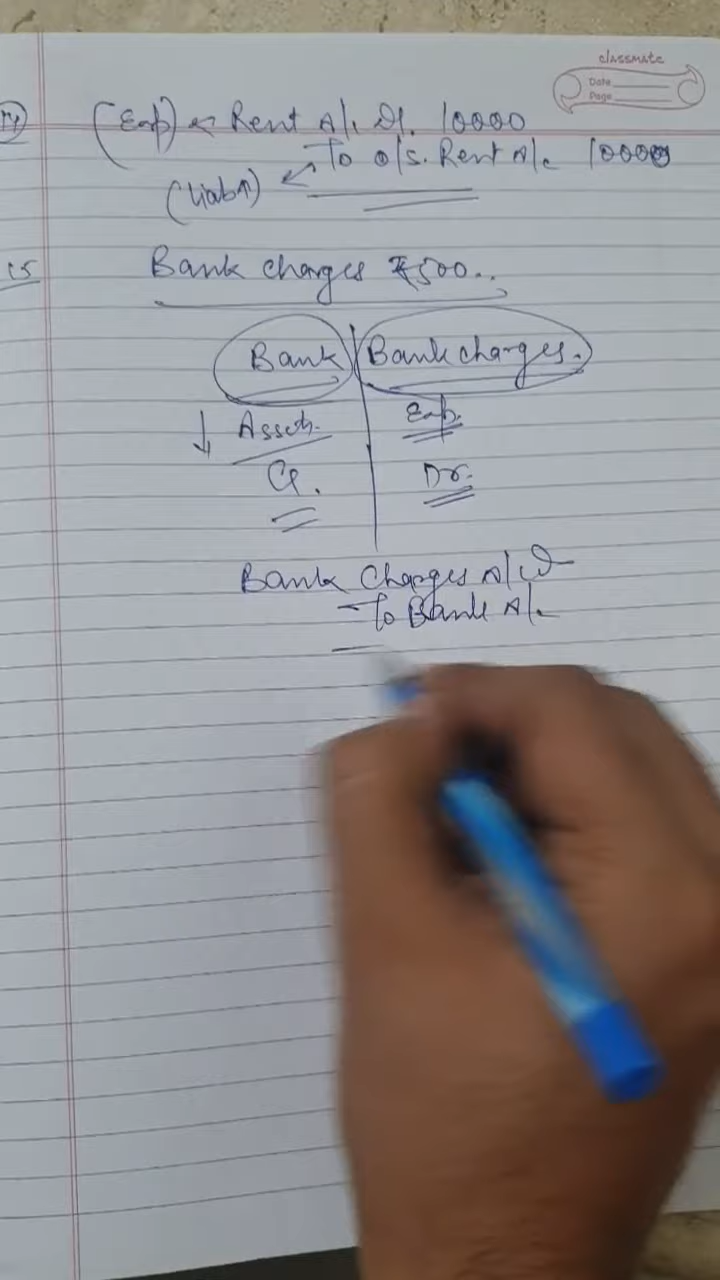 classmate
Date
Page
14
(Exp) ← Rent A/c Dr. 10000
To o/s. Rent A/c 10000
(Liab↑) ←
15
Bank charges ₹500..
Bank | Bank charges.
↓ Assets. Exp.
Cr. Dr.
Bank Charges A/c Dr
- To Bank A/c